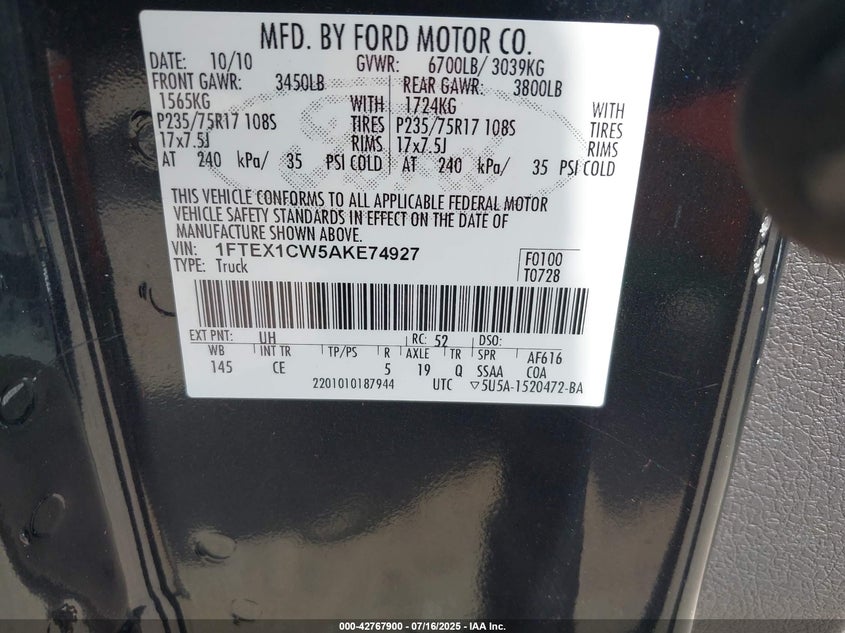 MFD. BY FORD MOTOR CO.
DATE: 10/10 GVWR: 6700LB/ 3039KG
FRONT GAWR: 3450LB REAR GAWR: 3800LB
1565KG WITH 1724KG WITH
P235/75R17 108S TIRES P235/75R17 108S TIRES
17x7.5J RIMS 17x7.5J RIMS
AT 240 kPa/ 35 PSI COLD AT 240 kPa/ 35 PSI COLD
THIS VEHICLE CONFORMS TO ALL APPLICABLE FEDERAL MOTOR
VEHICLE SAFETY STANDARDS IN EFFECT ON THE DATE OF
MANUFACTURE SHOWN ABOVE.
VIN: 1FTEX1CW5AKE74927 F0100
TYPE: Truck T0728
EXT PNT: UH RC: 52 DSO:
WB INT TR TP/PS R AXLE TR SPR AF616
145 CE 5 19 Q SSAA COA
2201010187944 UTC ▽5U5A-1520472-BA
000-42767900 - 07/16/2025 - IAA Inc.